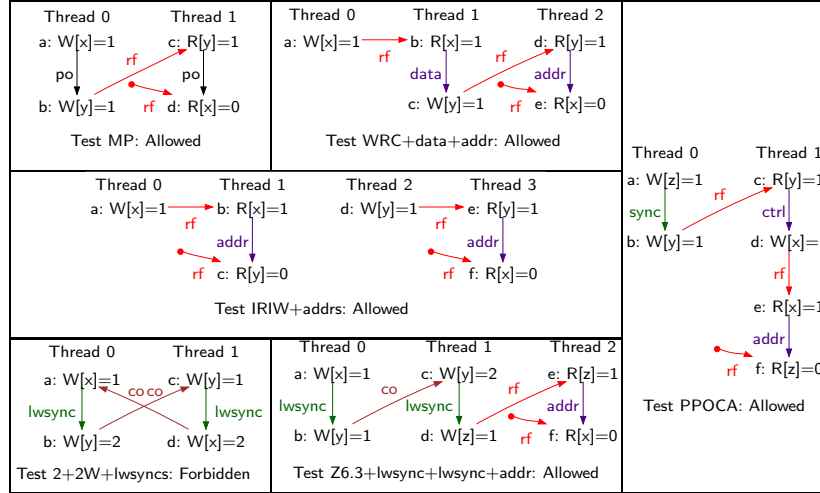 Thread 0 Thread 1
a: W[x]=1 c: R[y]=1
po rf po
b: W[y]=1 rf d: R[x]=0
Test MP: Allowed
Thread 0 Thread 1 Thread 2
a: W[x]=1 rf b: R[x]=1 d: R[y]=1
data rf addr
c: W[y]=1 rf e: R[x]=0
Test WRC+data+addr: Allowed
Thread 0 Thread 1 Thread 2 Thread 3
a: W[x]=1 rf b: R[x]=1 d: W[y]=1 rf e: R[y]=1
addr addr
rf c: R[y]=0 rf f: R[x]=0
Test IRIW+addrs: Allowed
Thread 0 Thread 1
a: W[x]=1 c: W[y]=1
lwsync co co lwsync
b: W[y]=2 d: W[x]=2
Test 2+2W+lwsyncs: Forbidden
Thread 0 Thread 1 Thread 2
a: W[x]=1 c: W[y]=2 e: R[z]=1
lwsync co lwsync rf addr
b: W[y]=1 d: W[z]=1 rf f: R[x]=0
Test Z6.3+lwsync+lwsync+addr: Allowed
Thread 0 Thread 1
a: W[z]=1 c: R[y]=1
sync rf ctrl
b: W[y]=1 d: W[x]=
rf
e: R[x]=1
addr
rf f: R[z]=0
Test PPOCA: Allowed